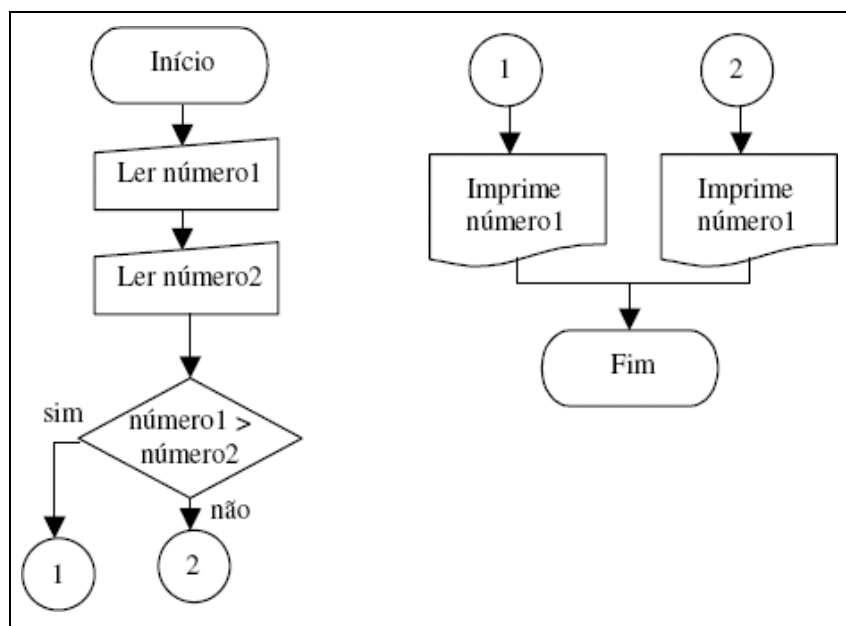 Início
Ler número1
Ler número2
sim
número1 >
número2
não
1
2
1
2
Imprime
número1
Imprime
número1
Fim